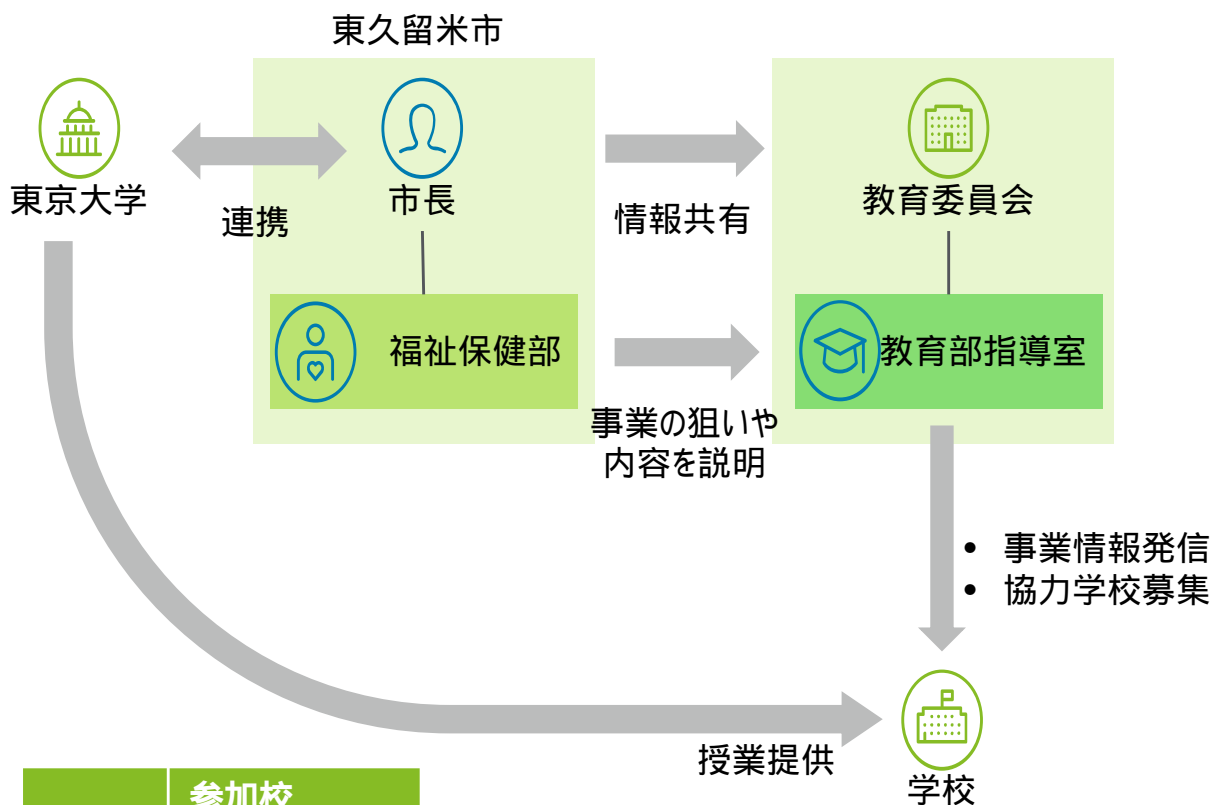 東久留米市
東京大学
連携
市長
情報共有
教育委員会
福祉保健部
教育部指導室
事業の狙いや
内容を説明
• 事業情報発信
• 協力学校募集
授業提供
学校
参加校